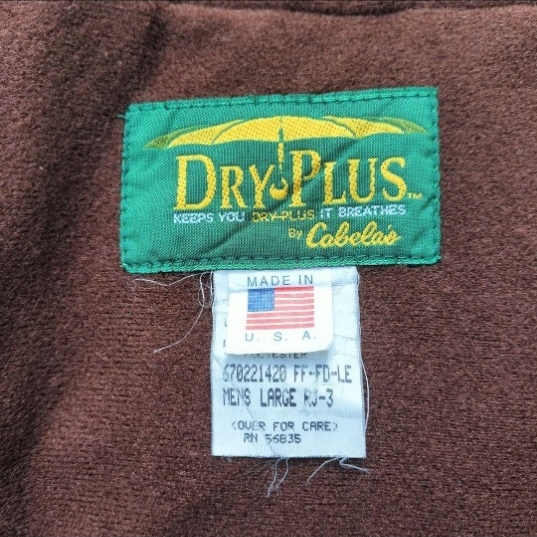 DRY-PLUS™
KEEPS YOU DRY-PLUS IT BREATHES
By Cabela's
MADE IN
U. S. A.
POLYESTER
670221420 FF-FD-LE
MENS LARGE RJ-3
(OVER FOR CARE)
RN 56835